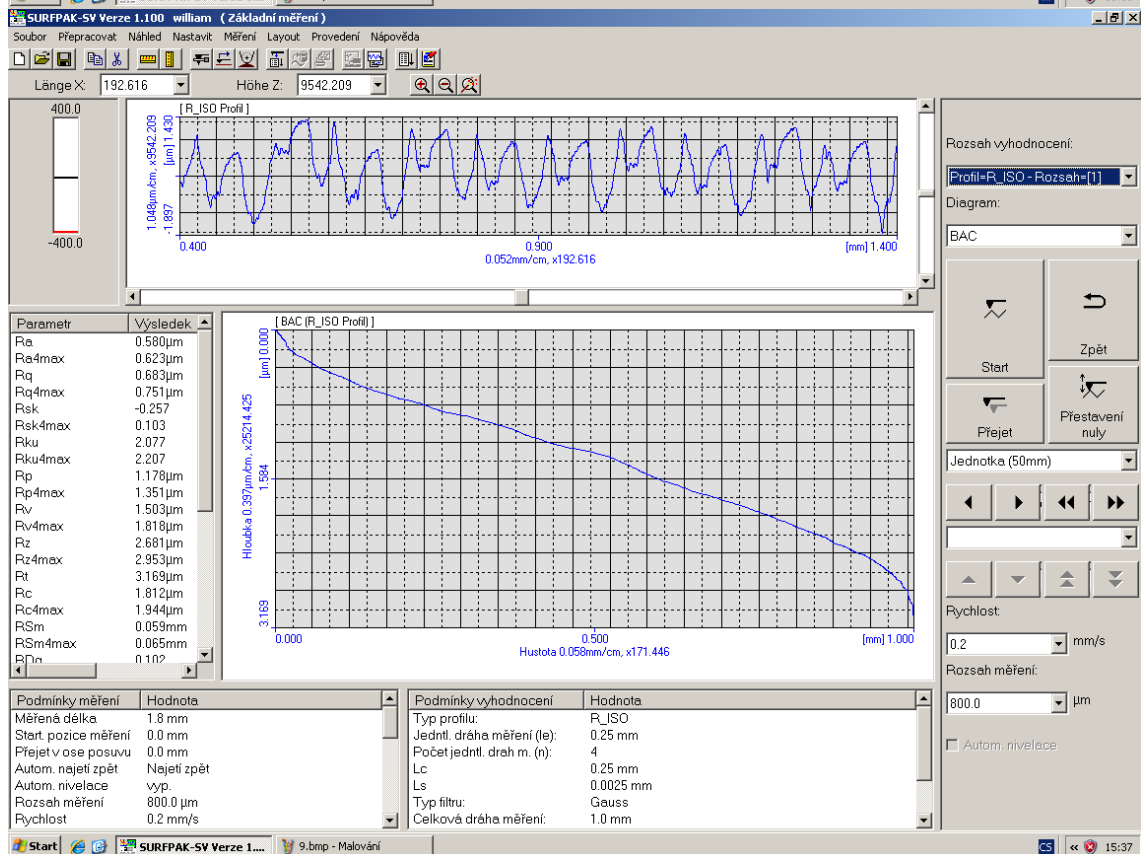 SURFPAK-SV Verze 1.100 william ( Základní měření )
Soubor Přepracovat Náhled Nastavit Měření Layout Provedení Nápověda
Länge X: 192.616 Höhe Z: 9542.209
400.0
-400.0
[ R_ISO Profil ]
1.048µm/cm, x9542.209
-1.897 [µm] 1.430
0.400 0.900 [mm] 1.400
0.052mm/cm, x192.616
Rozsah vyhodnocení:
Profil=R_ISO - Rozsah=[1]
Diagram:
BAC
Start
Zpět
Přejet
Přestavení
nuly
Jednotka (50mm)
Rychlost:
0.2 mm/s
Rozsah měření:
800.0 µm
Autom. nivelace
Parametr Výsledek
Ra 0.580µm
Ra4max 0.623µm
Rq 0.683µm
Rq4max 0.751µm
Rsk -0.257
Rsk4max 0.103
Rku 2.077
Rku4max 2.207
Rp 1.178µm
Rp4max 1.351µm
Rv 1.503µm
Rv4max 1.818µm
Rz 2.681µm
Rz4max 2.953µm
Rt 3.169µm
Rc 1.812µm
Rc4max 1.944µm
RSm 0.059mm
RSm4max 0.065mm
RDq 0.102
[ BAC (R_ISO Profil) ]
Hloubka 0.397µm/cm, x25214.425
3.169 1.584 [µm] 0.000
0.000 0.500 [mm] 1.000
Hustota 0.058mm/cm, x171.446
Podmínky měření Hodnota
Měřená délka 1.8 mm
Start. pozice měření 0.0 mm
Přejet v ose posuvu 0.0 mm
Autom. najetí zpět Najetí zpět
Autom. nivelace vyp.
Rozsah měření 800.0 µm
Rychlost 0.2 mm/s
Podmínky vyhodnocení Hodnota
Typ profilu: R_ISO
Jedntl. dráha měření (le): 0.25 mm
Počet jedntl. drah m. (n): 4
Lc 0.25 mm
Ls 0.0025 mm
Typ filtru: Gauss
Celková dráha měření: 1.0 mm
Start SURFPAK-SV Verze 1.... 9.bmp - Malování CS 15:37